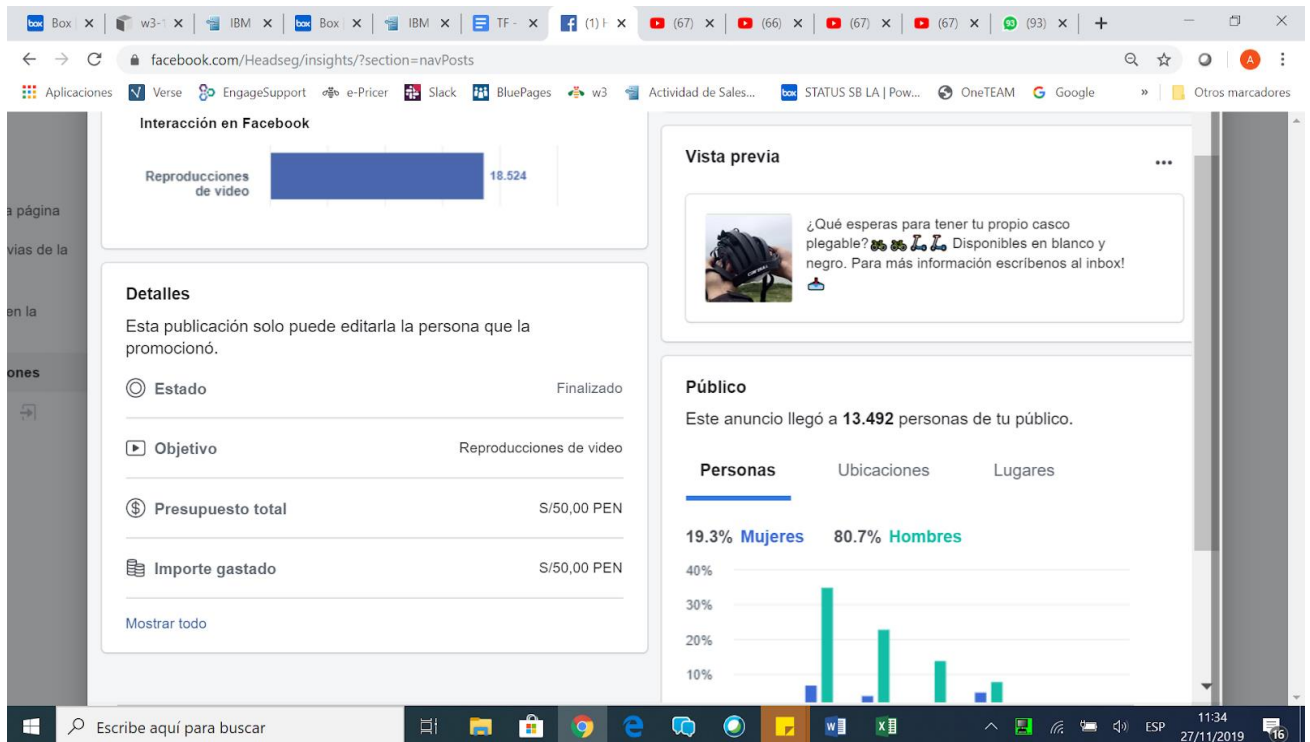 box Box
w3-1
IBM
box Box
IBM
TF -
(1) H
(67)
(66)
(67)
(67)
93 (93)
facebook.com/Headseg/insights/?section=navPosts
A
Aplicaciones
Verse
EngageSupport
e-Pricer
Slack
BluePages
w3
Actividad de Sales...
box STATUS SB LA | Pow...
OneTEAM
G Google
»
Otros marcadores
a página
vias de la
en la
ones
Interacción en Facebook
Reproducciones
de video
18.524
Detalles
Esta publicación solo puede editarla la persona que la
promocionó.
Estado Finalizado
Objetivo Reproducciones de video
Presupuesto total S/50,00 PEN
Importe gastado S/50,00 PEN
Mostrar todo
Vista previa
¿Qué esperas para tener tu propio casco
plegable?🚲🚲🛴🛴 Disponibles en blanco y
negro. Para más información escríbenos al inbox!
Público
Este anuncio llegó a 13.492 personas de tu público.
Personas Ubicaciones Lugares
19.3% Mujeres 80.7% Hombres
40%
30%
20%
10%
Escribe aquí para buscar
ESP
11:34
27/11/2019
16